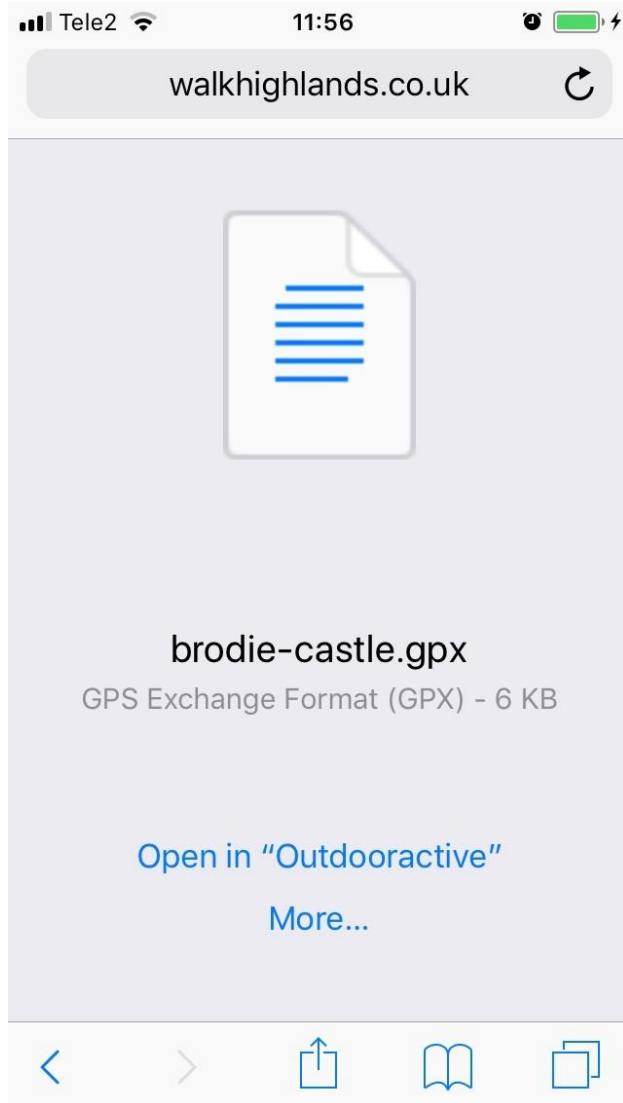 Tele2 11:56
walkhighlands.co.uk
brodie-castle.gpx
GPS Exchange Format (GPX) - 6 KB
Open in “Outdooractive”
More...